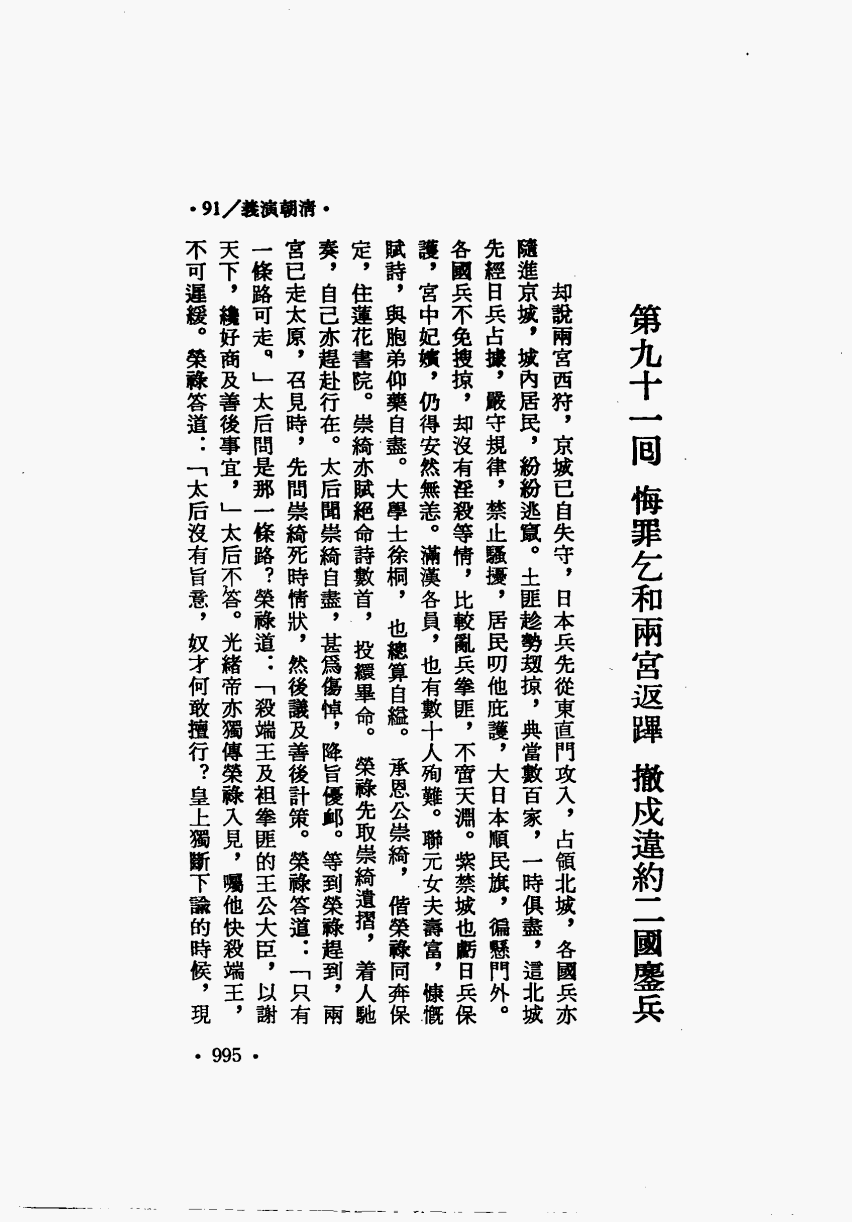 •91/義演朝清•
第九十一回 悔罪乞和兩宮返蹕 撤戍違約二國鏖兵
却說兩宮西狩，京城已自失守，日本兵先從東直門攻入，占領北城，各國兵亦
隨進京城，城內居民，紛紛逃竄。土匪趁勢刼掠，典當數百家，一時俱盡，這北城
先經日兵占據，嚴守規律，禁止騷擾，居民叨他庇護，大日本順民旗，徧懸門外。
各國兵不免搜掠，却沒有淫殺等情，比較亂兵拳匪，不啻天淵。紫禁城也虧日兵保
護，宮中妃嬪，仍得安然無恙。滿漢各員，也有數十人殉難。聯元女夫壽富，慷慨
賦詩，與胞弟仰藥自盡。大學士徐桐，也總算自縊。承恩公崇綺，偕榮祿同奔保
定，住蓮花書院。崇綺亦賦絕命詩數首，投繯畢命。榮祿先取崇綺遺摺，着人馳
奏，自己亦趕赴行在。太后聞崇綺自盡，甚爲傷悼，降旨優卹。等到榮祿趕到，兩
宮已走太原，召見時，先問崇綺死時情狀，然後議及善後計策。榮祿答道：「只有
一條路可走。」太后問是那一條路？榮祿道：「殺端王及袒拳匪的王公大臣，以謝
天下，纔好商及善後事宜，」太后不答。光緒帝亦獨傳榮祿入見，囑他快殺端王，
不可遲緩。榮祿答道：「太后沒有旨意，奴才何敢擅行？皇上獨斷下諭的時候，現
• 995 •